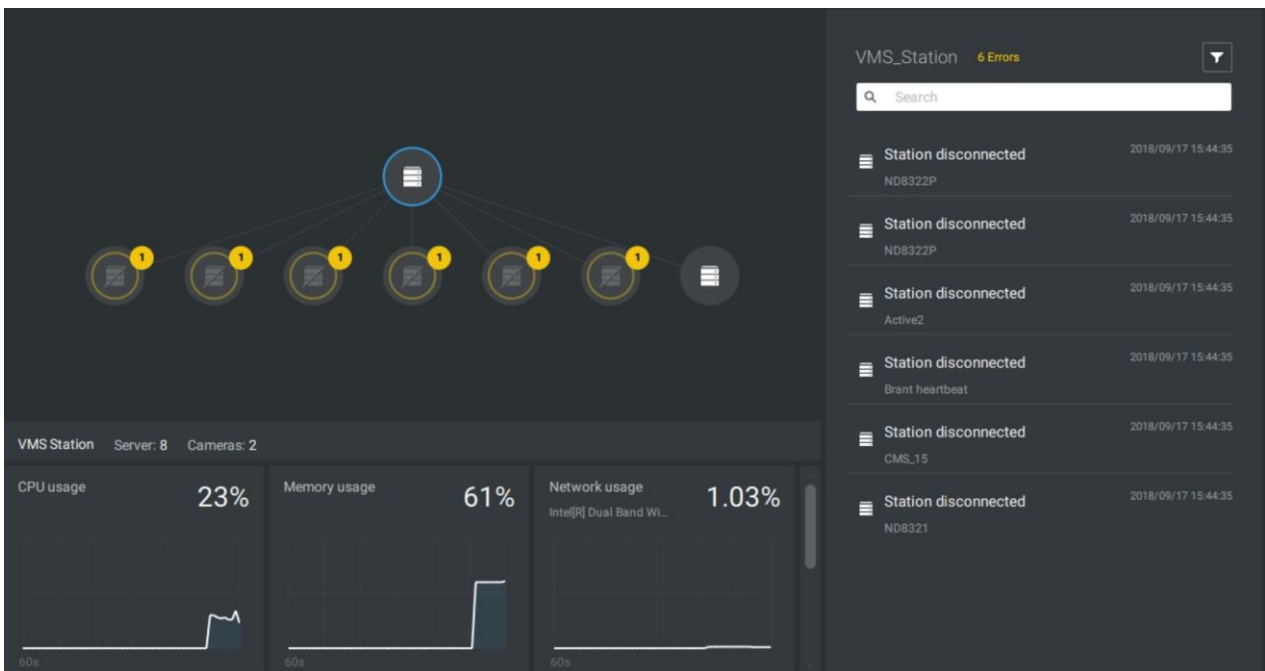 VMS_Station 6 Errors
Search
Station disconnected 2018/09/17 15:44:35
ND8322P
Station disconnected 2018/09/17 15:44:35
ND8322P
Station disconnected 2018/09/17 15:44:35
Active2
Station disconnected 2018/09/17 15:44:35
Brant heartbeat
Station disconnected 2018/09/17 15:44:35
CMS_15
Station disconnected 2018/09/17 15:44:35
ND8321
1 1 1 1 1 1
VMS Station Server: 8 Cameras: 2
CPU usage 23%
60s
Memory usage 61%
60s
Network usage 1.03%
Intel[R] Dual Band Wi...
60s